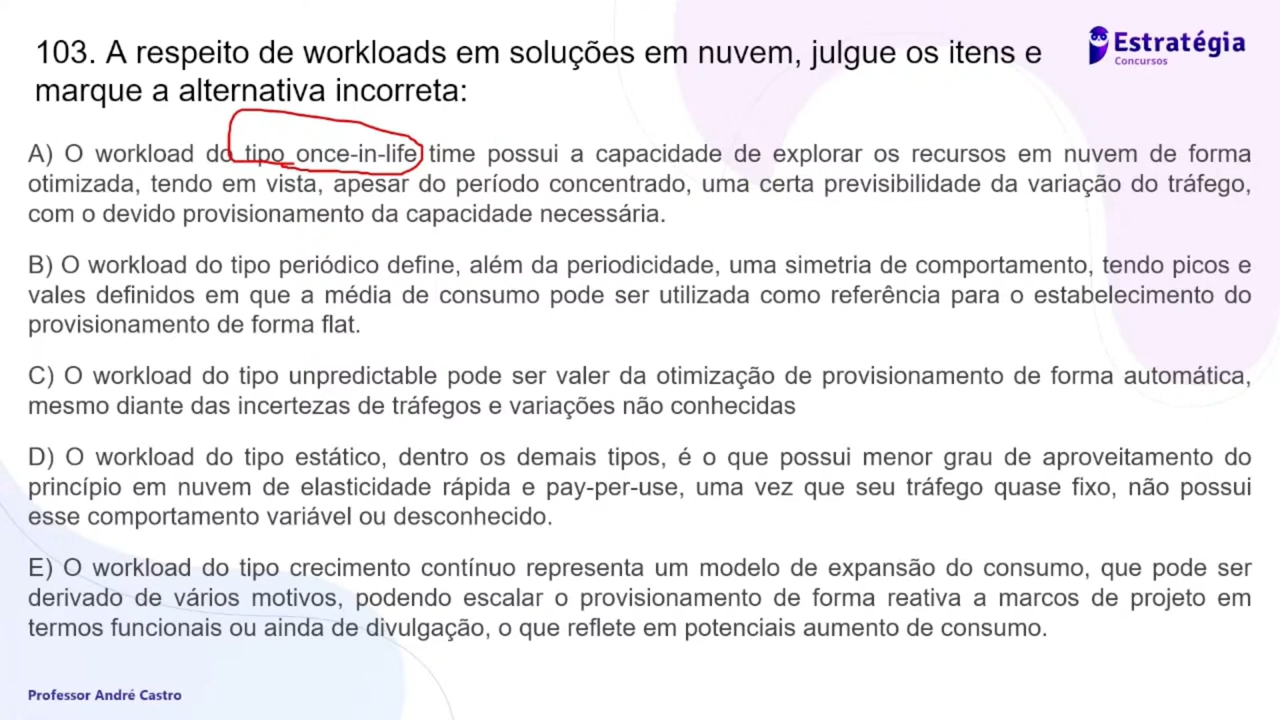 103. A respeito de workloads em soluções em nuvem, julgue os itens e
marque a alternativa incorreta:
Estratégia
Concursos
A) O workload do tipo once-in-life time possui a capacidade de explorar os recursos em nuvem de forma
otimizada, tendo em vista, apesar do período concentrado, uma certa previsibilidade da variação do tráfego,
com o devido provisionamento da capacidade necessária.
B) O workload do tipo periódico define, além da periodicidade, uma simetria de comportamento, tendo picos e
vales definidos em que a média de consumo pode ser utilizada como referência para o estabelecimento do
provisionamento de forma flat.
C) O workload do tipo unpredictable pode ser valer da otimização de provisionamento de forma automática,
mesmo diante das incertezas de tráfegos e variações não conhecidas
D) O workload do tipo estático, dentro os demais tipos, é o que possui menor grau de aproveitamento do
princípio em nuvem de elasticidade rápida e pay-per-use, uma vez que seu tráfego quase fixo, não possui
esse comportamento variável ou desconhecido.
E) O workload do tipo crecimento contínuo representa um modelo de expansão do consumo, que pode ser
derivado de vários motivos, podendo escalar o provisionamento de forma reativa a marcos de projeto em
termos funcionais ou ainda de divulgação, o que reflete em potenciais aumento de consumo.
Professor André Castro